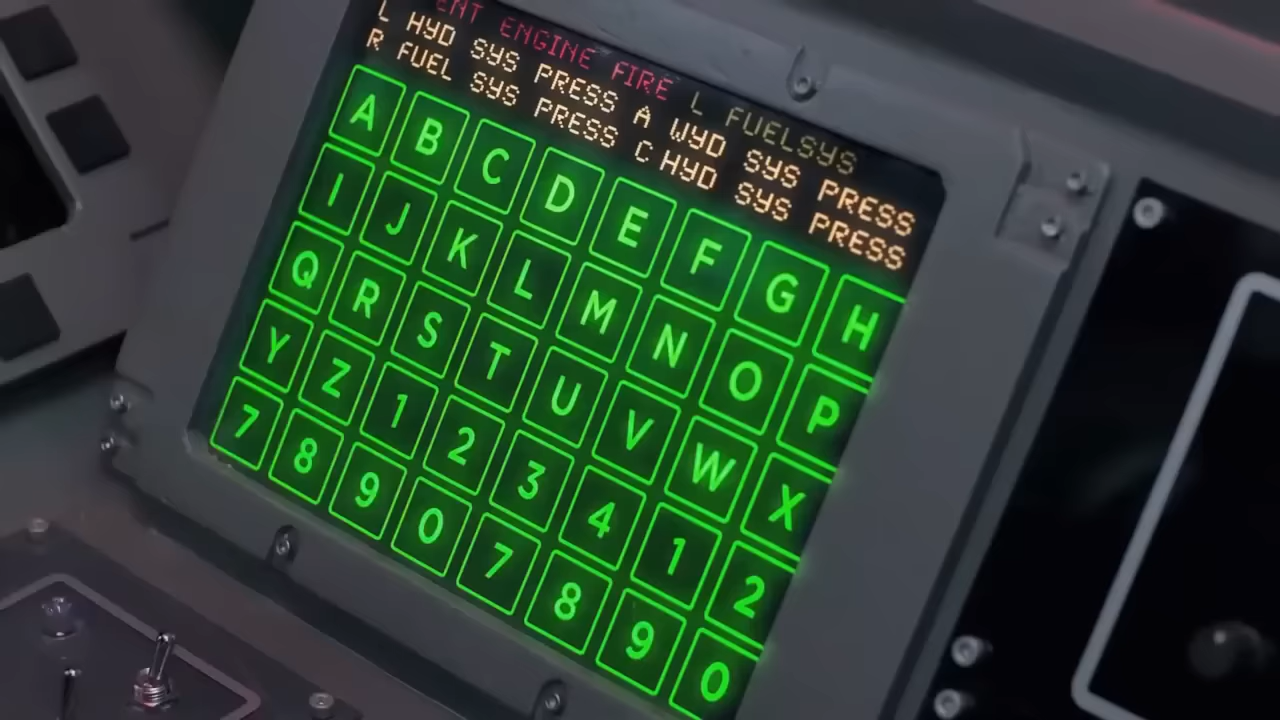 ENT ENGINE FIRE L FUELSYS
L HYD SYS PRESS A WYD SYS PRESS
R FUEL SYS PRESS C HYD SYS PRESS
A B C D E F G H
I J K L M N O P
Q R S T U V W X
Y Z 1 2 3 4 1 2
7 8 9 0 7 8 9 0